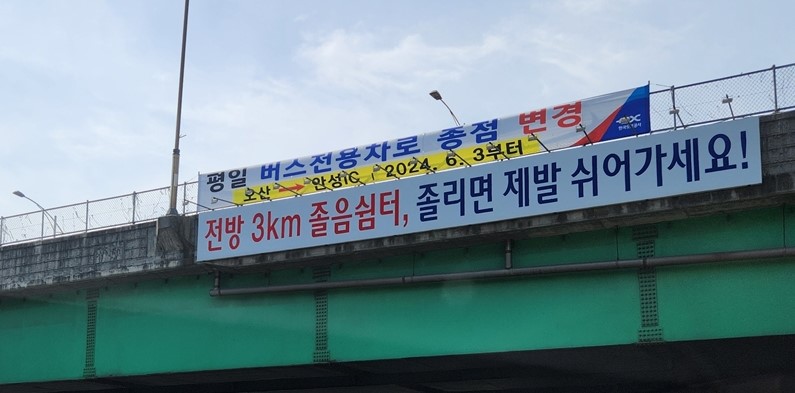 평일 버스전용차로 종점 변경
오산 → 안성IC 2024. 6. 3부터
전방 3km 졸음쉼터, 졸리면 제발 쉬어가세요!